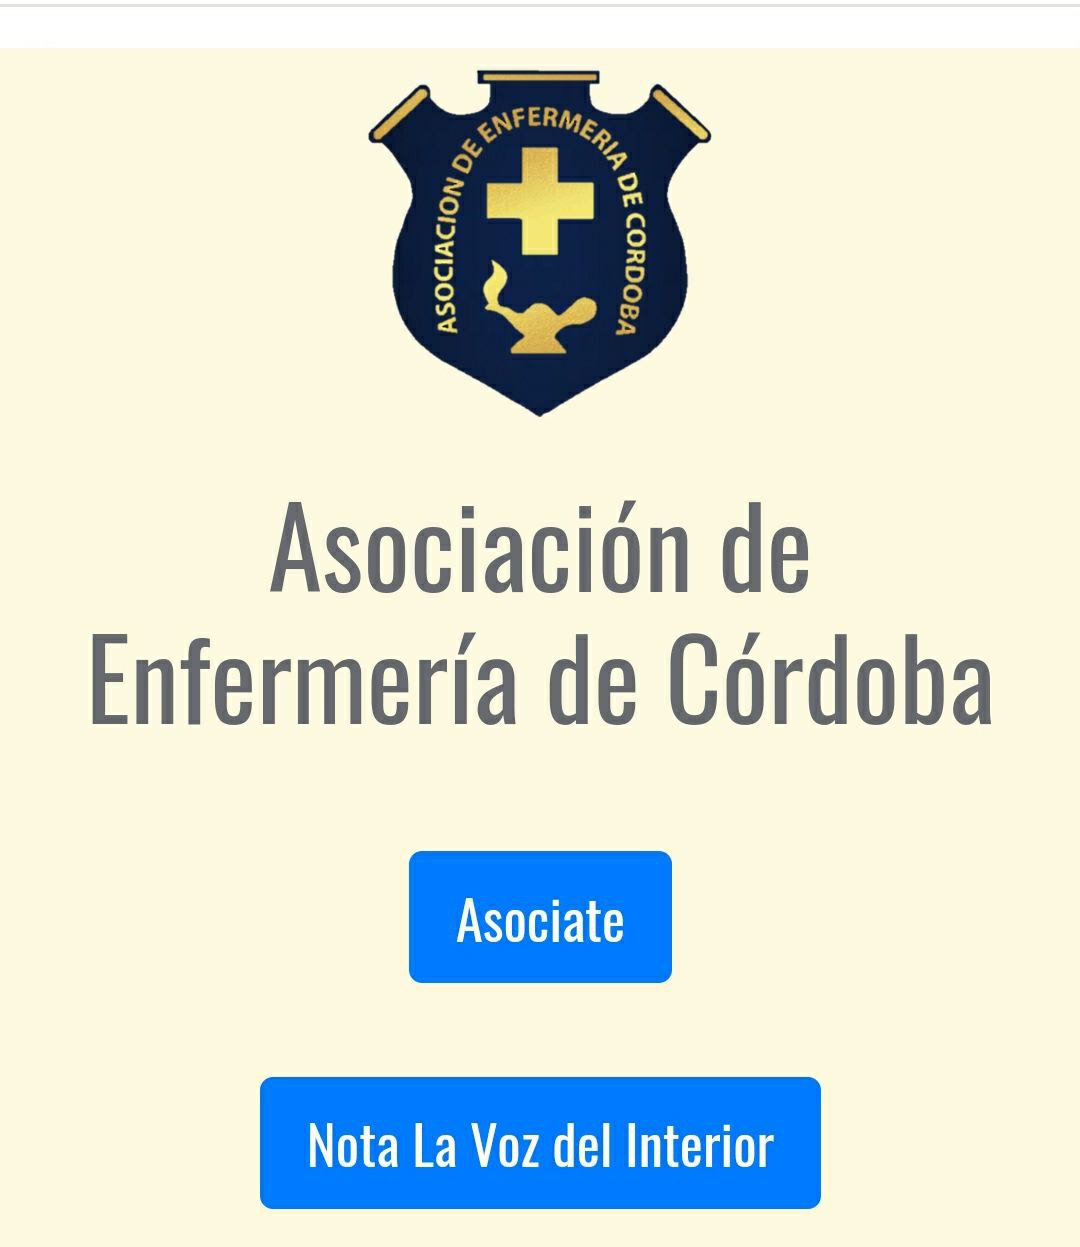 ASOCIACION DE ENFERMERIA DE CORDOBA
Asociación de
Enfermería de Córdoba
Asociate
Nota La Voz del Interior